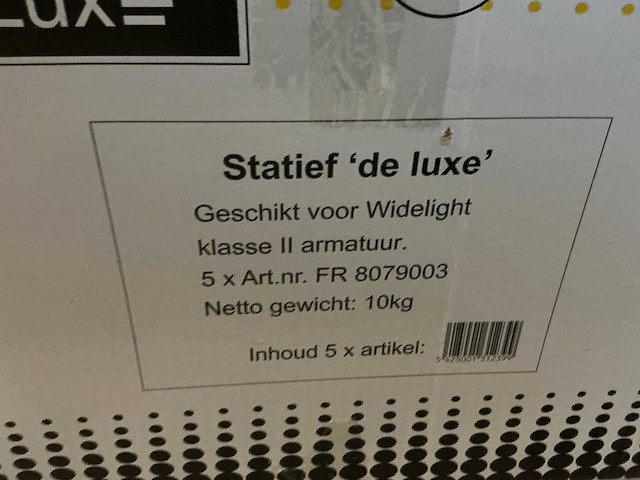 Lux
Statief ‘de luxe’
Geschikt voor Widelight
klasse II armatuur.
5 x Art.nr. FR 8079003
Netto gewicht: 10kg
Inhoud 5 x artikel: